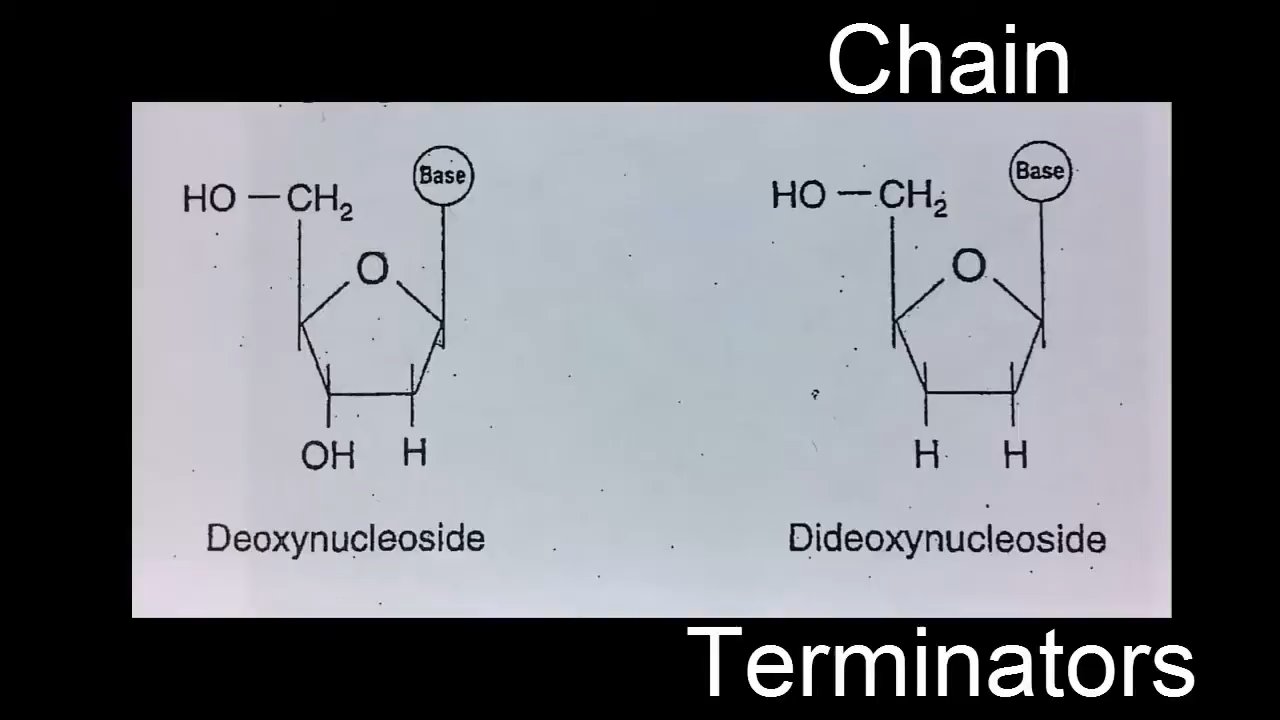 Chain
Base
HO—CH₂
O
OH H
Deoxynucleoside
Base
HO—CH₂
O
H H
Dideoxynucleoside
Terminators